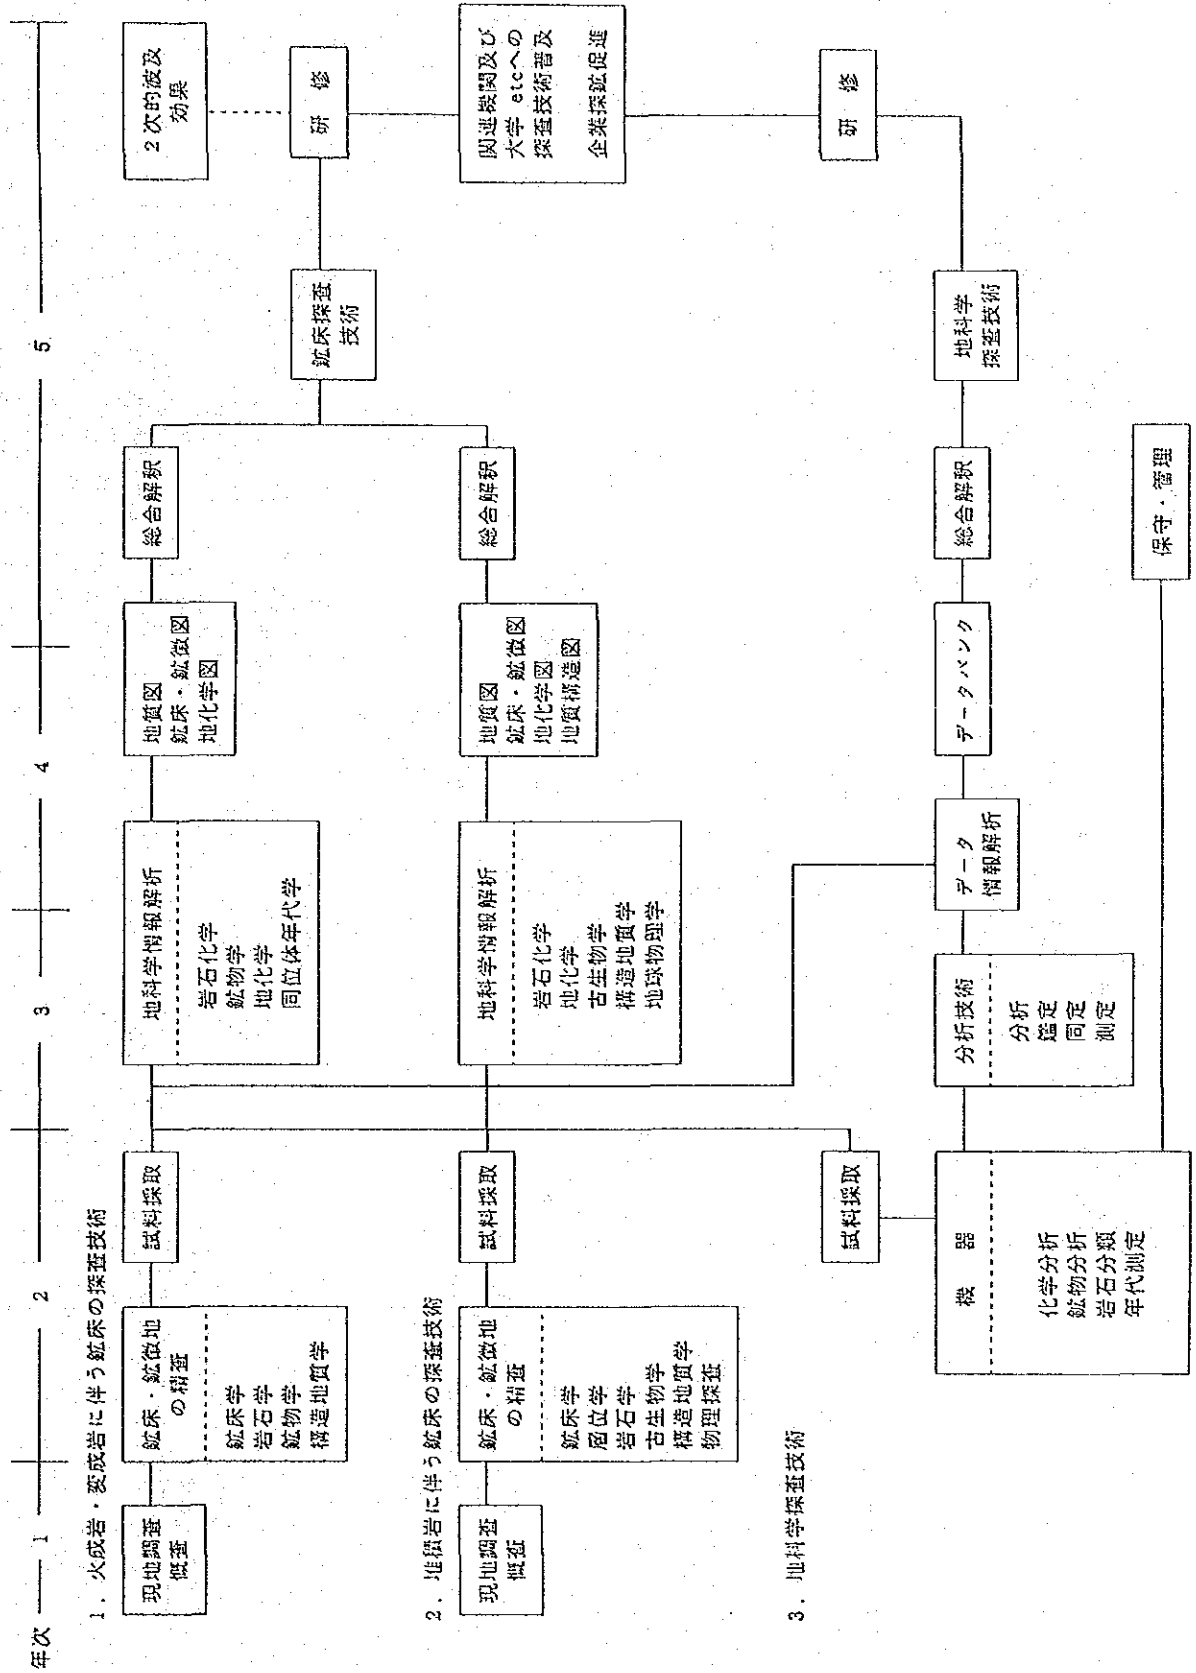 年次 1 2 3 4 5
1. 火成岩・変成岩に伴う鉱床の探査技術
現地調査
概査
鉱床・鉱徴地
の精査
鉱床学
岩石学
鉱物学
構造地質学
試料採取
地科学情報解析
岩石化学
鉱物学
地化学
同位体年代学
地質図
鉱床・鉱徴図
地化学図
総合解釈
鉱床探査
技術
研修
2次的波及
効果
2. 堆積岩に伴う鉱床の探査技術
現地調査
概査
鉱床・鉱徴地
の精査
鉱床学
層位学
岩石学
古生物学
構造地質学
物理探査
試料採取
地科学情報解析
岩石化学
地化学
古生物学
構造地質学
地球物理学
地質図
鉱床・鉱徴図
地化学図
地質構造図
総合解釈
関連機関及び
大学 etcへの
探査技術普及
企業探鉱促進
3. 地科学探査技術
試料採取
機器
化学分析
鉱物分析
岩石分類
年代測定
分析技術
分析
鑑定
同定
測定
データ
情報解析
データバンク
総合解釈
地科学
探査技術
研修
保守・管理